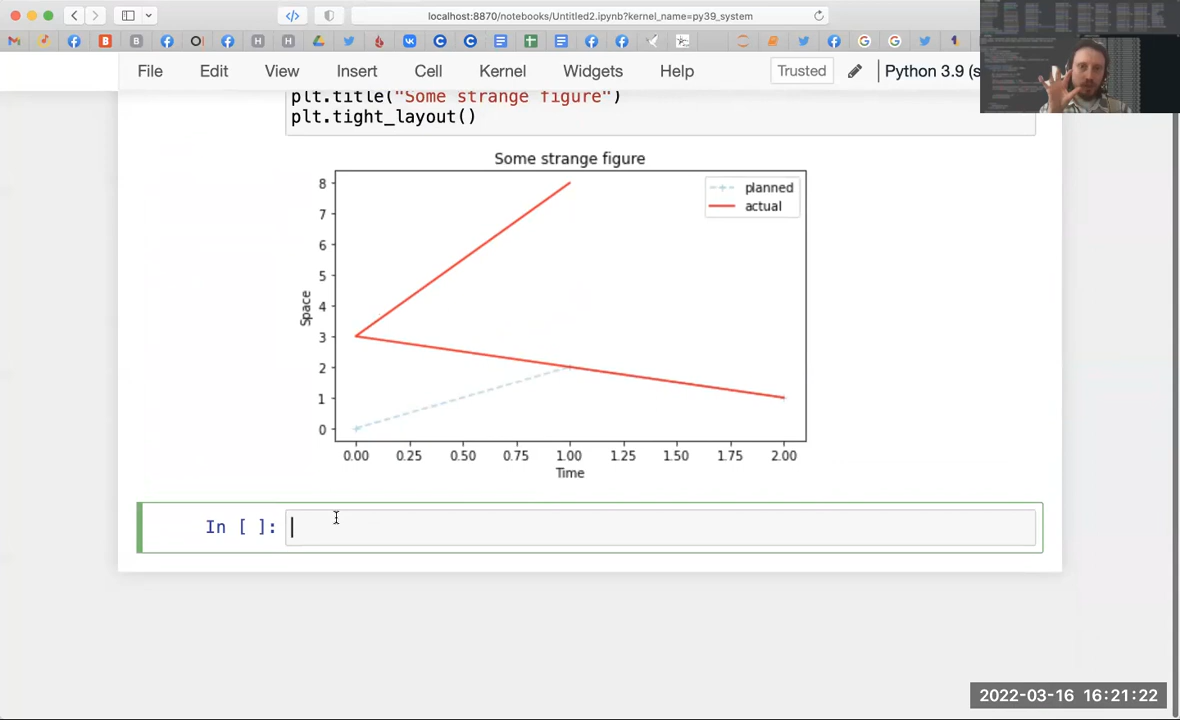 localhost:8870/notebooks/Untitled2.ipynb?kernel_name=py39_system
File Edit View Insert Cell Kernel Widgets Help Trusted Python 3.9 (s
plt.title("Some strange figure")
plt.tight_layout()
Some strange figure
planned
actual
8
7
6
5
4
3
2
1
0
Space
0.00 0.25 0.50 0.75 1.00 1.25 1.50 1.75 2.00
Time
In [ ]:
2022-03-16 16:21:22